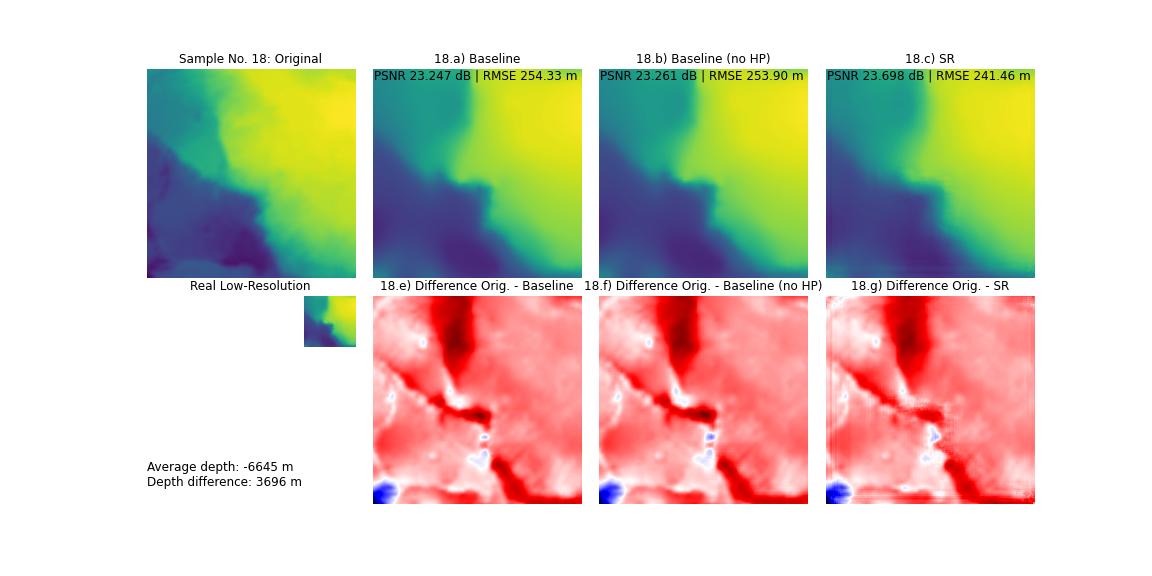 Sample No. 18: Original
18.a) Baseline
18.b) Baseline (no HP)
18.c) SR
PSNR 23.247 dB | RMSE 254.33 m
PSNR 23.261 dB | RMSE 253.90 m
PSNR 23.698 dB | RMSE 241.46 m
Real Low-Resolution
18.e) Difference Orig. - Baseline
18.f) Difference Orig. - Baseline (no HP)
18.g) Difference Orig. - SR
Average depth: -6645 m
Depth difference: 3696 m